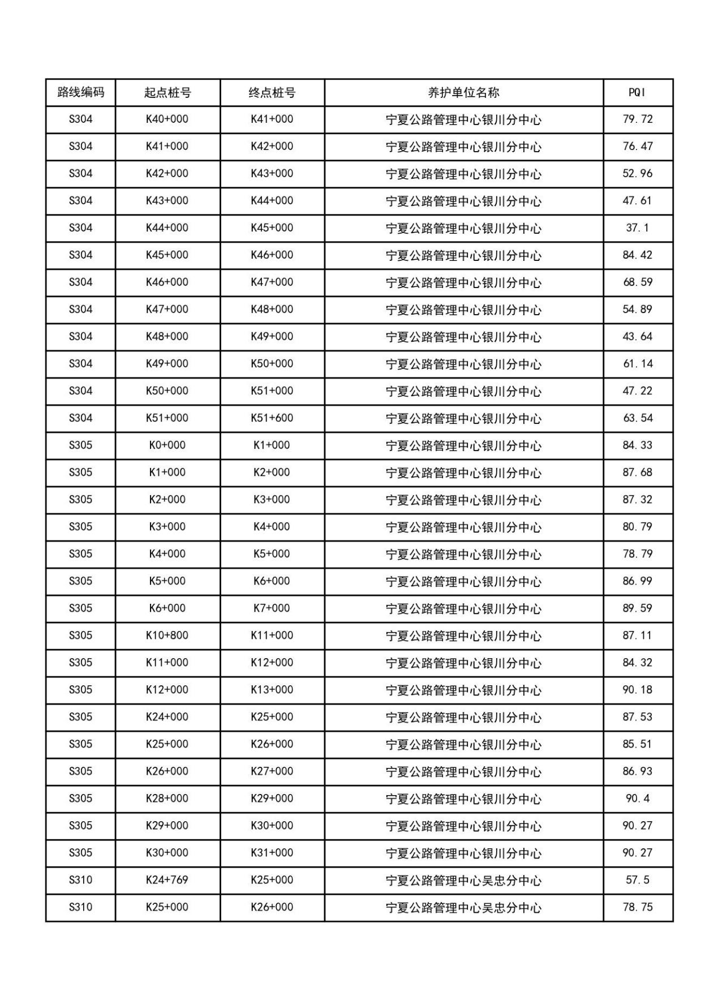 路线编码 起点桩号 终点桩号 养护单位名称 PQI
S304 K40+000 K41+000 宁夏公路管理中心银川分中心 79.72
S304 K41+000 K42+000 宁夏公路管理中心银川分中心 76.47
S304 K42+000 K43+000 宁夏公路管理中心银川分中心 52.96
S304 K43+000 K44+000 宁夏公路管理中心银川分中心 47.61
S304 K44+000 K45+000 宁夏公路管理中心银川分中心 37.1
S304 K45+000 K46+000 宁夏公路管理中心银川分中心 84.42
S304 K46+000 K47+000 宁夏公路管理中心银川分中心 68.59
S304 K47+000 K48+000 宁夏公路管理中心银川分中心 54.89
S304 K48+000 K49+000 宁夏公路管理中心银川分中心 43.64
S304 K49+000 K50+000 宁夏公路管理中心银川分中心 61.14
S304 K50+000 K51+000 宁夏公路管理中心银川分中心 47.22
S304 K51+000 K51+600 宁夏公路管理中心银川分中心 63.54
S305 K0+000 K1+000 宁夏公路管理中心银川分中心 84.33
S305 K1+000 K2+000 宁夏公路管理中心银川分中心 87.68
S305 K2+000 K3+000 宁夏公路管理中心银川分中心 87.32
S305 K3+000 K4+000 宁夏公路管理中心银川分中心 80.79
S305 K4+000 K5+000 宁夏公路管理中心银川分中心 78.79
S305 K5+000 K6+000 宁夏公路管理中心银川分中心 86.99
S305 K6+000 K7+000 宁夏公路管理中心银川分中心 89.59
S305 K10+800 K11+000 宁夏公路管理中心银川分中心 87.11
S305 K11+000 K12+000 宁夏公路管理中心银川分中心 84.32
S305 K12+000 K13+000 宁夏公路管理中心银川分中心 90.18
S305 K24+000 K25+000 宁夏公路管理中心银川分中心 87.53
S305 K25+000 K26+000 宁夏公路管理中心银川分中心 85.51
S305 K26+000 K27+000 宁夏公路管理中心银川分中心 86.93
S305 K28+000 K29+000 宁夏公路管理中心银川分中心 90.4
S305 K29+000 K30+000 宁夏公路管理中心银川分中心 90.27
S305 K30+000 K31+000 宁夏公路管理中心银川分中心 90.27
S310 K24+769 K25+000 宁夏公路管理中心吴忠分中心 57.5
S310 K25+000 K26+000 宁夏公路管理中心吴忠分中心 78.75